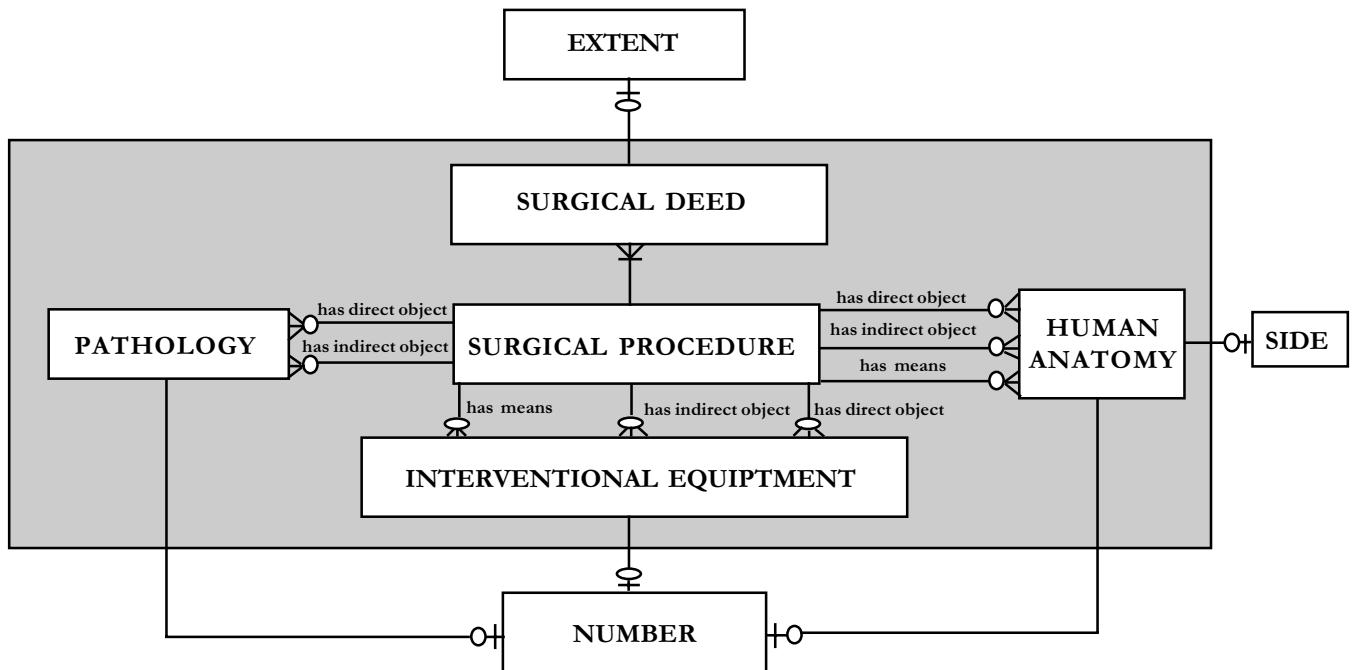 EXTENT
SURGICAL DEED
has direct object
has direct object
PATHOLOGY
has indirect object
SURGICAL PROCEDURE
has indirect object
has means
HUMAN
ANATOMY
SIDE
has means
has indirect object
has direct object
INTERVENTIONAL EQUIPTMENT
NUMBER